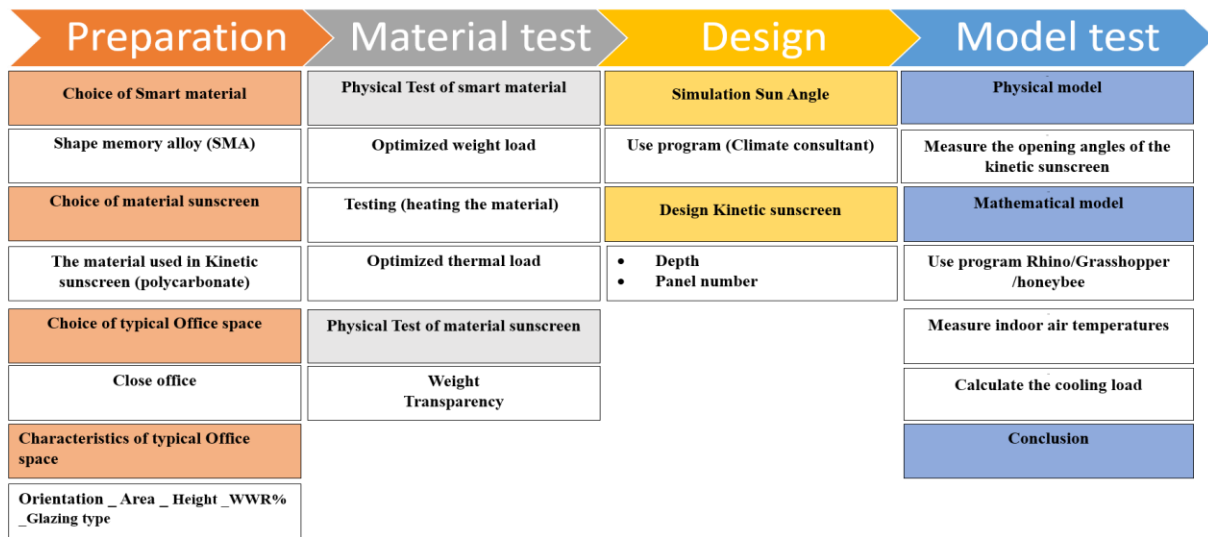 Preparation
Material test
Design
Model test
Choice of Smart material
Shape memory alloy (SMA)
Choice of material sunscreen
The material used in Kinetic
sunscreen (polycarbonate)
Choice of typical Office space
Close office
Characteristics of typical Office
space
Orientation _ Area _ Height _WWR%
_Glazing type
Physical Test of smart material
Optimized weight load
Testing (heating the material)
Optimized thermal load
Physical Test of material sunscreen
Weight
Transparency
Simulation Sun Angle
Use program (Climate consultant)
Design Kinetic sunscreen
• Depth
• Panel number
Physical model
Measure the opening angles of the
kinetic sunscreen
Mathematical model
Use program Rhino/Grasshopper
/honeybee
Measure indoor air temperatures
Calculate the cooling load
Conclusion